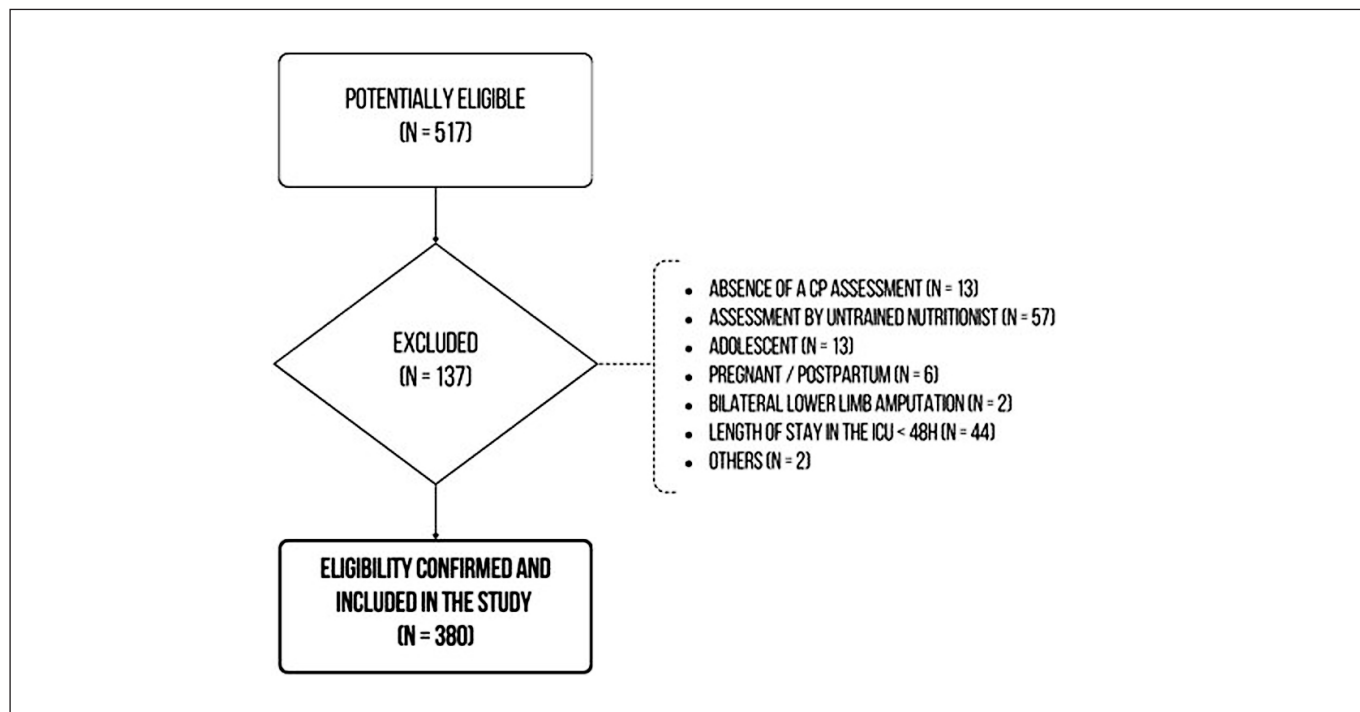 POTENTIALLY ELIGIBLE
(N = 517)
EXCLUDED
(N = 137)
• ABSENCE OF A CP ASSESSMENT (N = 13)
• ASSESSMENT BY UNTRAINED NUTRITIONIST (N = 57)
• ADOLESCENT (N = 13)
• PREGNANT / POSTPARTUM (N = 6)
• BILATERAL LOWER LIMB AMPUTATION (N = 2)
• LENGTH OF STAY IN THE ICU < 48H (N = 44)
• OTHERS (N = 2)
ELIGIBILITY CONFIRMED AND
INCLUDED IN THE STUDY
(N = 380)